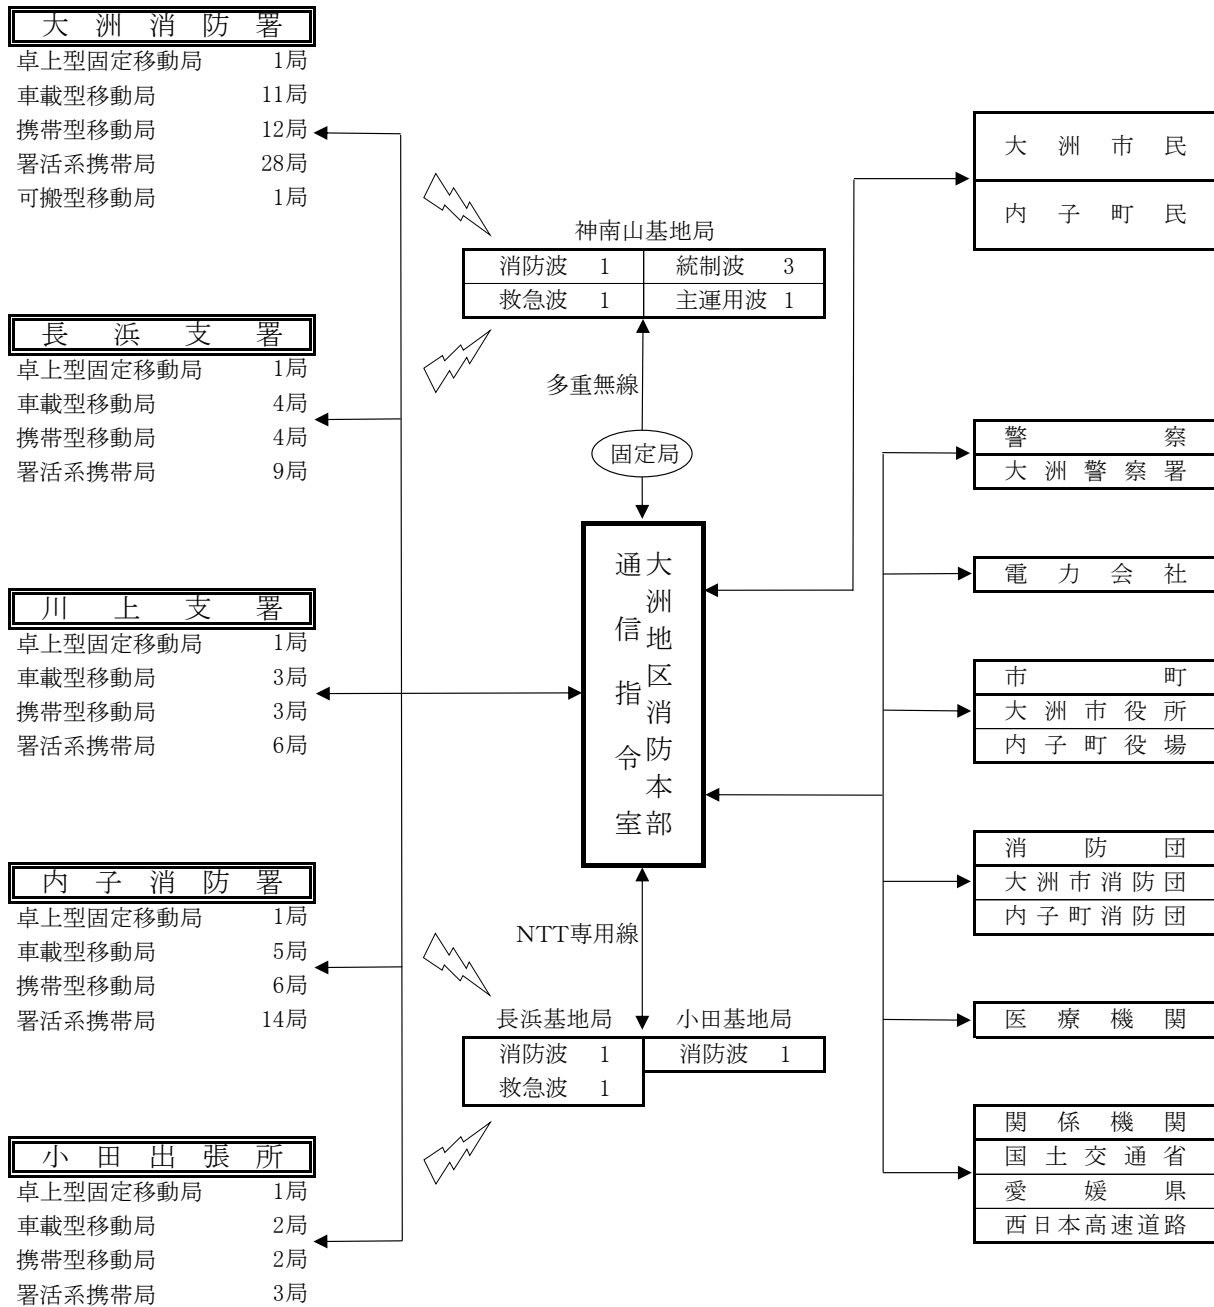 大洲消防署
卓上型固定移動局 1局
車載型移動局 11局
携帯型移動局 12局
署活系携帯局 28局
可搬型移動局 1局
長浜支署
卓上型固定移動局 1局
車載型移動局 4局
携帯型移動局 4局
署活系携帯局 9局
川上支署
卓上型固定移動局 1局
車載型移動局 3局
携帯型移動局 3局
署活系携帯局 6局
内子消防署
卓上型固定移動局 1局
車載型移動局 5局
携帯型移動局 6局
署活系携帯局 14局
小田出張所
卓上型固定移動局 1局
車載型移動局 2局
携帯型移動局 2局
署活系携帯局 3局
神南山基地局
消防波 1 統制波 3
救急波 1 主運用波 1
多重無線
固定局
大洲地区消防本部
通信指令室
NTT専用線
長浜基地局 小田基地局
消防波 1 消防波 1
救急波 1
大洲市民
内子町民
警察
大洲警察署
電力会社
市町
大洲市役所
内子町役場
消防団
大洲市消防団
内子町消防団
医療機関
関係機関
国土交通省
愛媛県
西日本高速道路